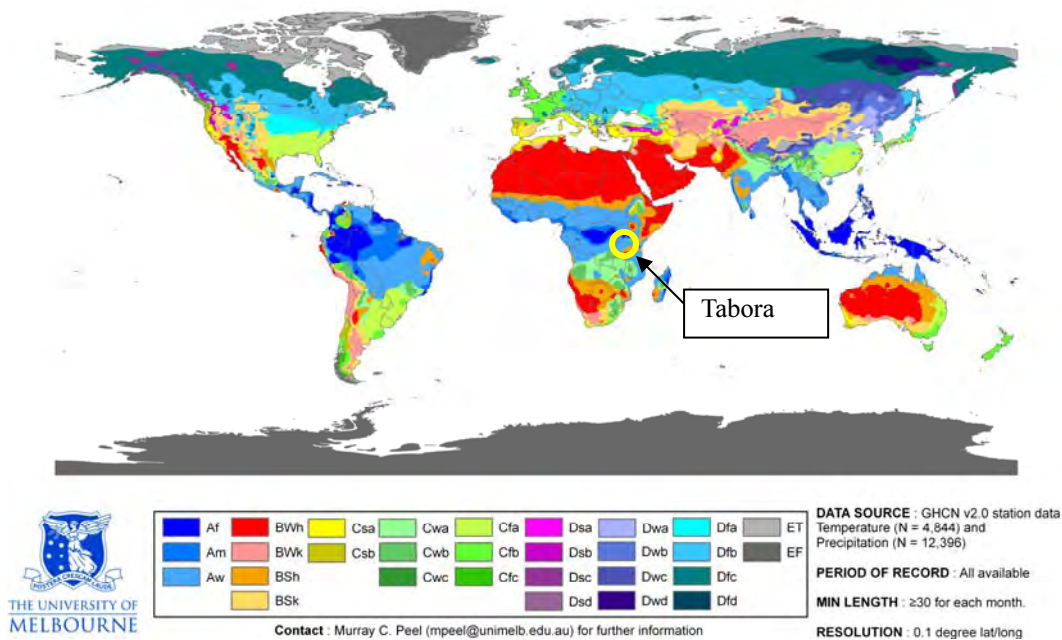 Tabora
Af
BWh
Csa
Cwa
Cfa
Dsa
Dwa
Dfa
ET
Am
BWk
Csb
Cwb
Cfb
Dsb
Dwb
Dfb
EF
Aw
BSh
Cwc
Cfc
Dsc
Dwc
Dfc
BSk
Dsd
Dwd
Dfd
DATA SOURCE : GHCN v2.0 station data
Temperature (N = 4,844) and
Precipitation (N = 12,396)
PERIOD OF RECORD : All available
MIN LENGTH : ≥30 for each month.
RESOLUTION : 0.1 degree lat/long
POSTERA CRESCAM LAUDE
THE UNIVERSITY OF
MELBOURNE
Contact : Murray C. Peel (mpeel@unimelb.edu.au) for further information